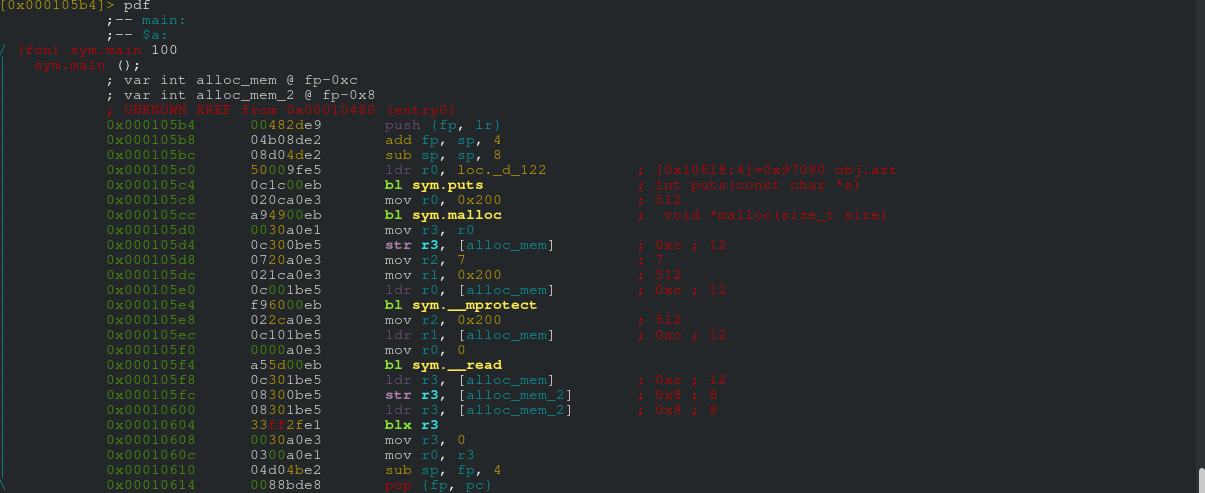 [0x000105b4]> pdf
;-- main:
;-- $a:
/ (fcn) sym.main 100
sym.main ();
; var int alloc_mem @ fp-0xc
; var int alloc_mem_2 @ fp-0x8
; UNKNOWN XREF from 0x00010480 (entry0)
0x000105b4 00482de9 push {fp, lr}
0x000105b8 04b08de2 add fp, sp, 4
0x000105bc 08d04de2 sub sp, sp, 8
0x000105c0 50009fe5 ldr r0, loc._d_122 ; [0x10618:4]=0x97080 obj.art
0x000105c4 0c1c00eb bl sym.puts ; int puts(const char *s)
0x000105c8 020ca0e3 mov r0, 0x200 ; 512
0x000105cc a94900eb bl sym.malloc ; void *malloc(size_t size)
0x000105d0 0030a0e1 mov r3, r0
0x000105d4 0c300be5 str r3, [alloc_mem] ; 0xc ; 12
0x000105d8 0720a0e3 mov r2, 7 ; 7
0x000105dc 021ca0e3 mov r1, 0x200 ; 512
0x000105e0 0c001be5 ldr r0, [alloc_mem] ; 0xc ; 12
0x000105e4 f96000eb bl sym.__mprotect
0x000105e8 022ca0e3 mov r2, 0x200 ; 512
0x000105ec 0c101be5 ldr r1, [alloc_mem] ; 0xc ; 12
0x000105f0 0000a0e3 mov r0, 0
0x000105f4 a55d00eb bl sym.__read
0x000105f8 0c301be5 ldr r3, [alloc_mem] ; 0xc ; 12
0x000105fc 08300be5 str r3, [alloc_mem_2] ; 0x8 ; 8
0x00010600 08301be5 ldr r3, [alloc_mem_2] ; 0x8 ; 8
0x00010604 33ff2fe1 blx r3
0x00010608 0030a0e3 mov r3, 0
0x0001060c 0300a0e1 mov r0, r3
0x00010610 04d04be2 sub sp, fp, 4
\ 0x00010614 0088bde8 pop {fp, pc}